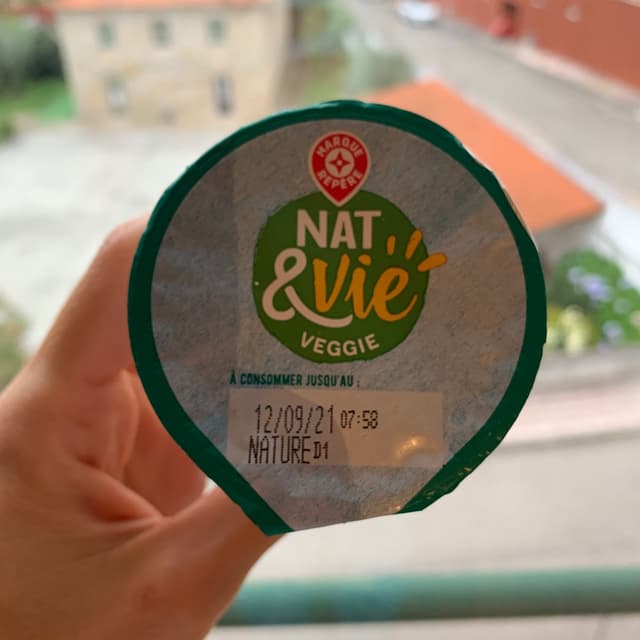 MARQUE
REPÈRE
NAT
&Vie
VEGGIE
À CONSOMMER JUSQU'AU :
12/09/21 07:58
NATURE D1